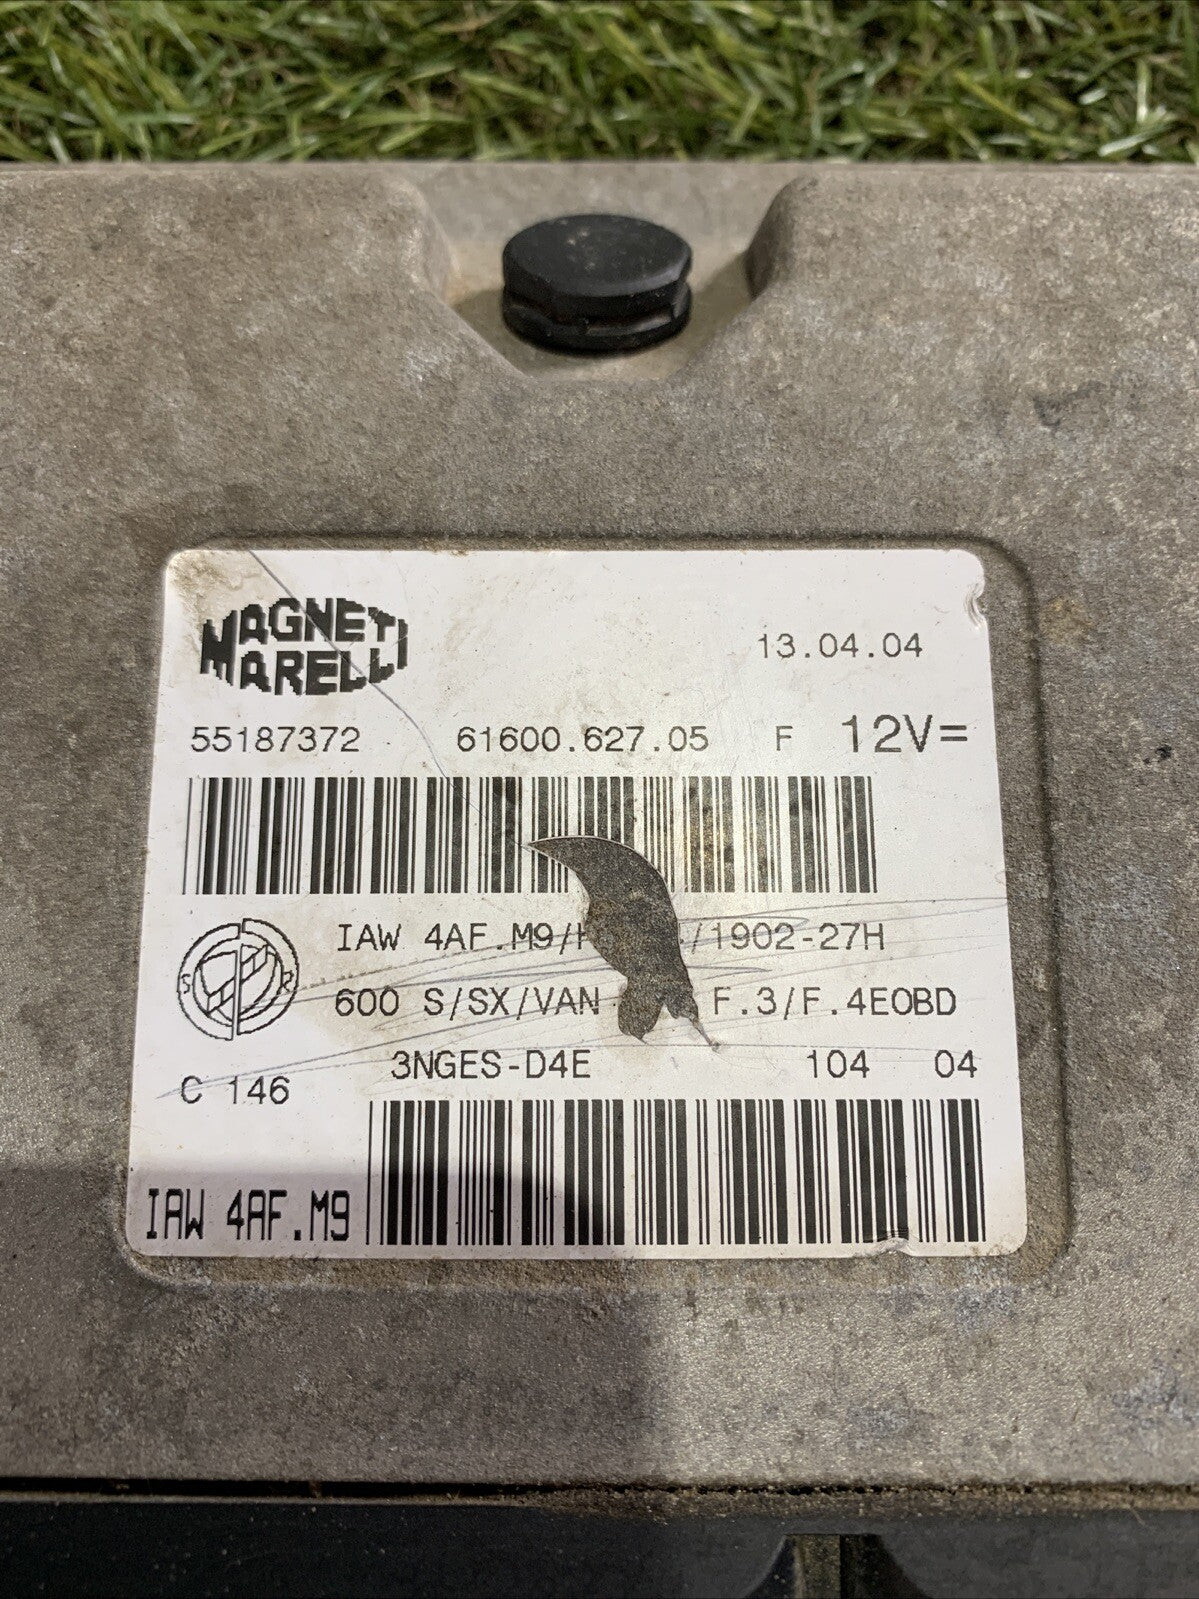 MAGNETI
MARELLI
13.04.04
55187372 61600.627.05 F 12V=
IAW 4AF.M9/ /1902-27H
S R
600 S/SX/VAN F.3/F.4EOBD
3NGES-D4E 104 04
C 146
IAW 4AF.M9